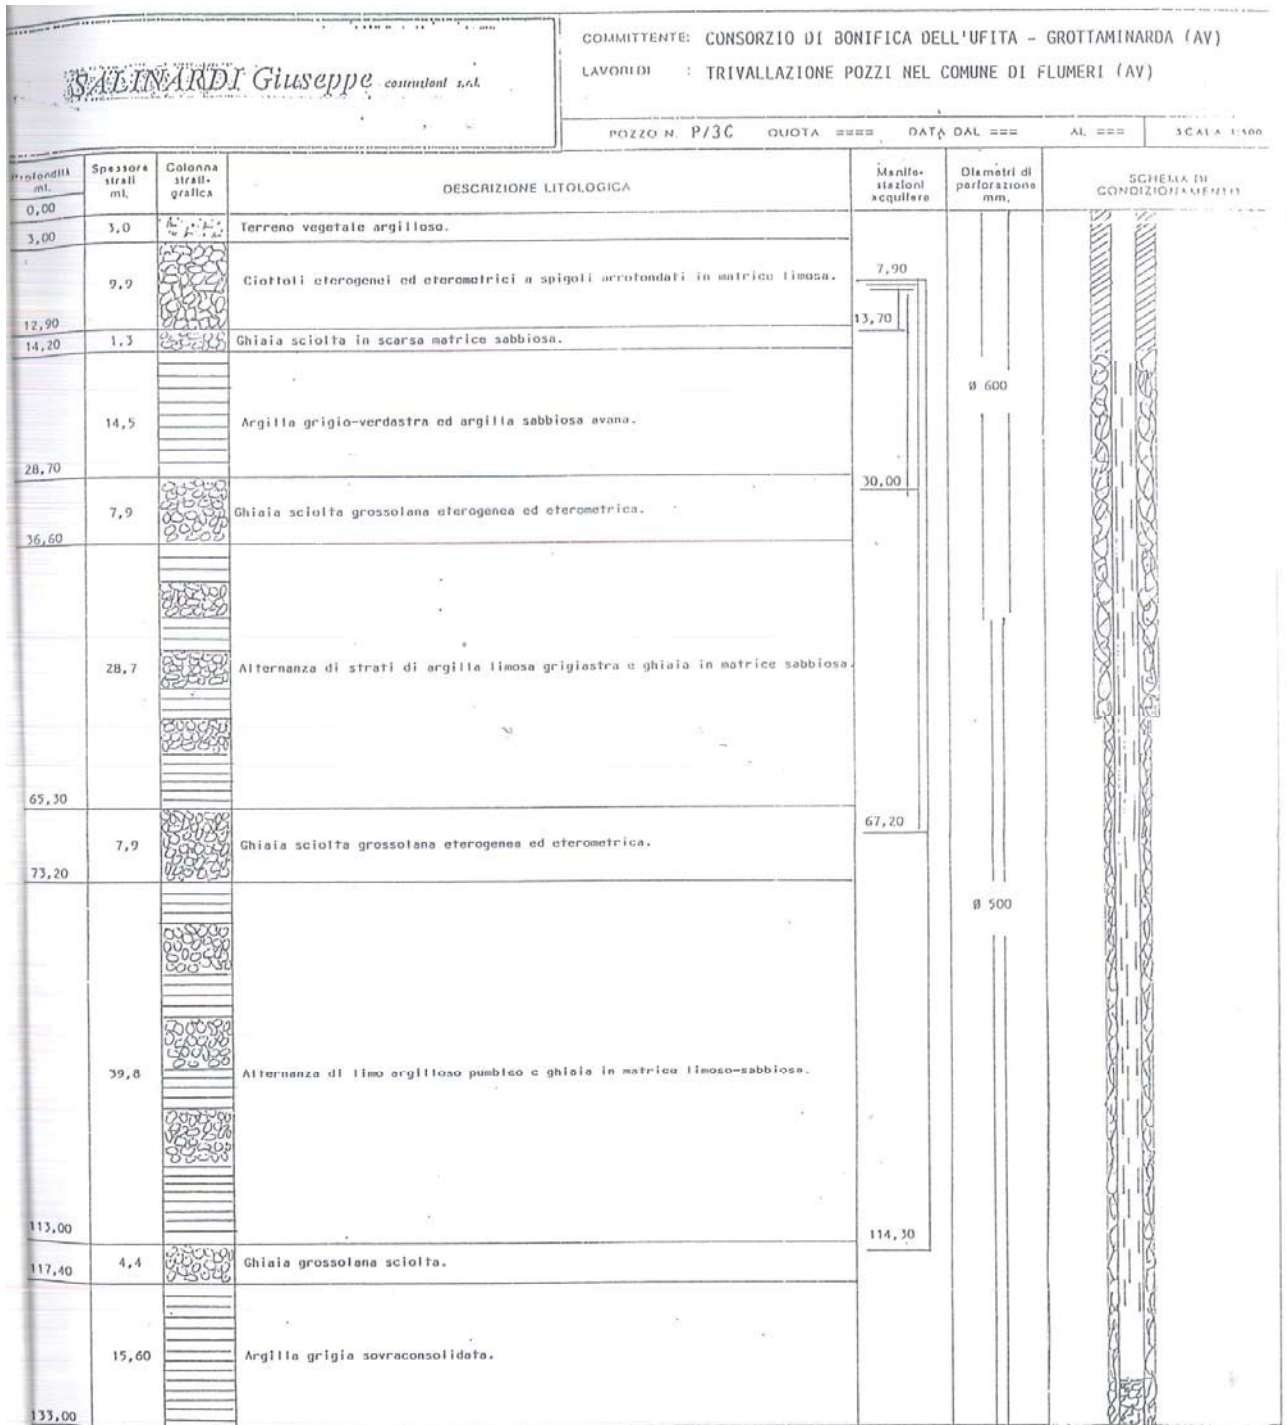 SALINARDI Giuseppe costruzioni s.r.l.
COMMITTENTE: CONSORZIO DI BONIFICA DELL'UFITA - GROTTAMINARDA (AV)
LAVORI DI : TRIVALLAZIONE POZZI NEL COMUNE DI FLUMERI (AV)
POZZO N. P/3C QUOTA ==== DATA DAL === AL === SCALA 1:500
Profondità ml.
Spessore strati ml.
Colonna strati-grafica
DESCRIZIONE LITOLOGICA
Manife-stazioni acquifere
Diametri di perforazione mm.
SCHEMA DI CONDIZIONAMENTO
0,00
3,00
3,0
Terreno vegetale argilloso.
9,9
Ciottoli eterogenei ed eterometrici a spigoli arrotondati in matrice limosa.
7,90
12,90
13,70
14,20
1,3
Ghiaia sciolta in scarsa matrice sabbiosa.
Ø 600
14,5
Argilla grigio-verdastra ed argilla sabbiosa avana.
28,70
30,00
7,9
Ghiaia sciolta grossolana eterogenea ed eterometrica.
36,60
28,7
Alternanza di strati di argilla limosa grigiastra e ghiaia in matrice sabbiosa.
65,30
67,20
7,9
Ghiaia sciolta grossolana eterogenea ed eterometrica.
73,20
Ø 500
39,8
Alternanza di limo argilloso pumbleo e ghiaia in matrice limoso-sabbiosa.
113,00
114,30
4,4
Ghiaia grossolana sciolta.
117,40
15,60
Argilla grigia sovraconsolidata.
133,00